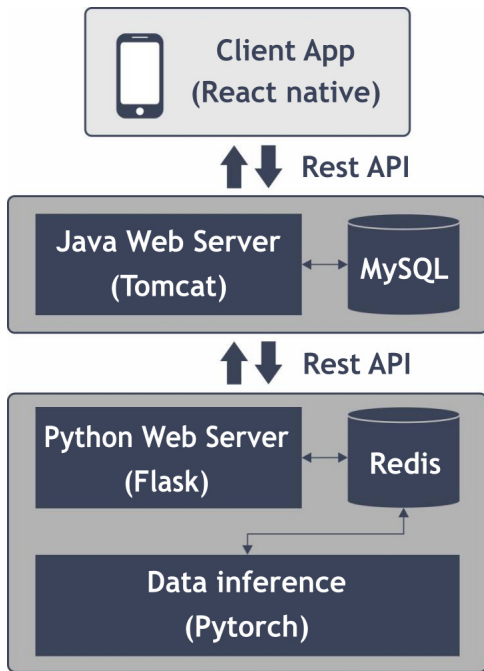 Client App
(React native)
Rest API
Java Web Server
(Tomcat)
MySQL
Rest API
Python Web Server
(Flask)
Redis
Data inference
(Pytorch)